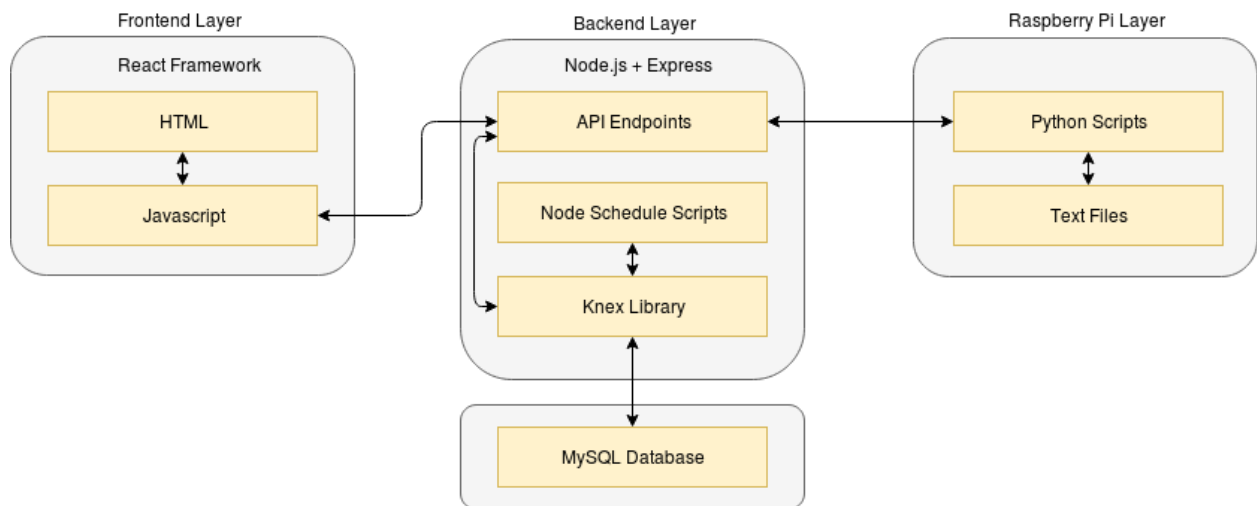 Frontend Layer
React Framework
HTML
Javascript
Backend Layer
Node.js + Express
API Endpoints
Node Schedule Scripts
Knex Library
MySQL Database
Raspberry Pi Layer
Python Scripts
Text Files